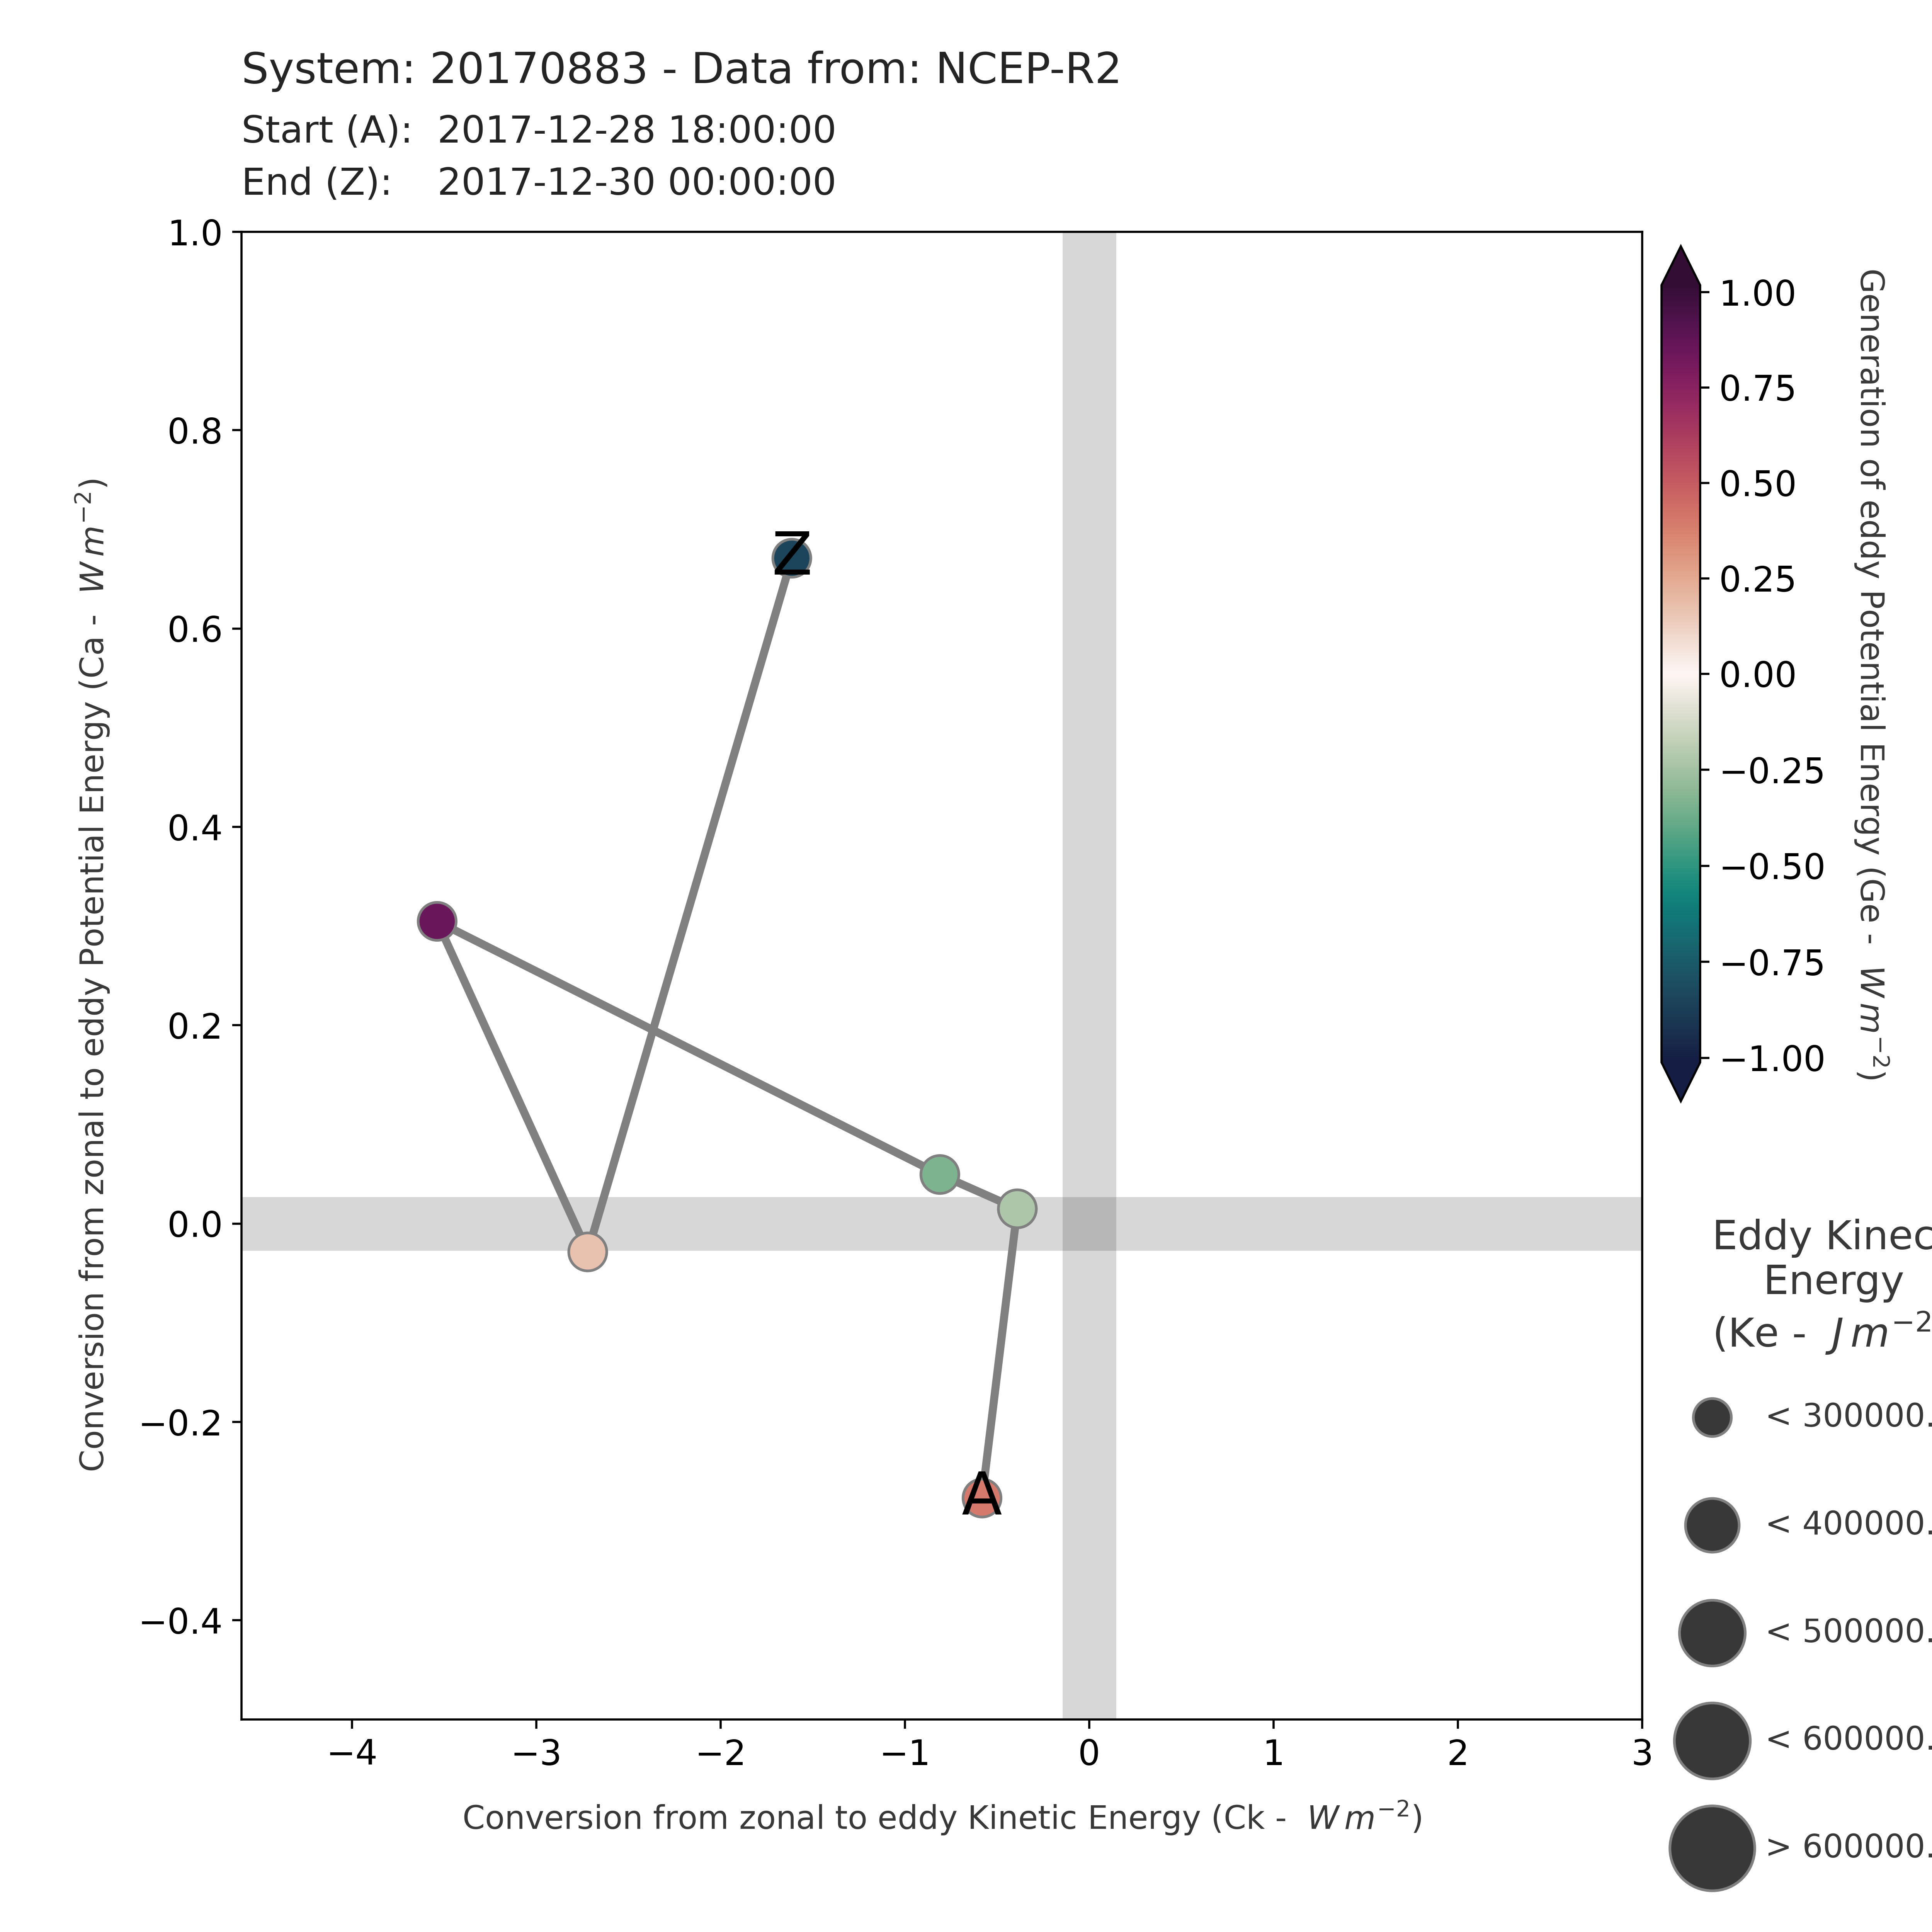 System: 20170883 - Data from: NCEP-R2
Start (A): 2017-12-28 18:00:00
End (Z): 2017-12-30 00:00:00
1.0
0.8
0.6
0.4
0.2
0.0
−0.2
−0.4
Conversion from zonal to eddy Potential Energy (Ca - W m⁻²)
Z
A
−4
−3
−2
−1
0
1
2
3
Conversion from zonal to eddy Kinetic Energy (Ck - W m⁻²)
1.00
0.75
0.50
0.25
0.00
−0.25
−0.50
−0.75
−1.00
Generation of eddy Potential Energy (Ge - W m⁻²)
Eddy Kinec
Energy
(Ke - J m⁻²
< 300000.
< 400000.
< 500000.
< 600000.
> 600000.